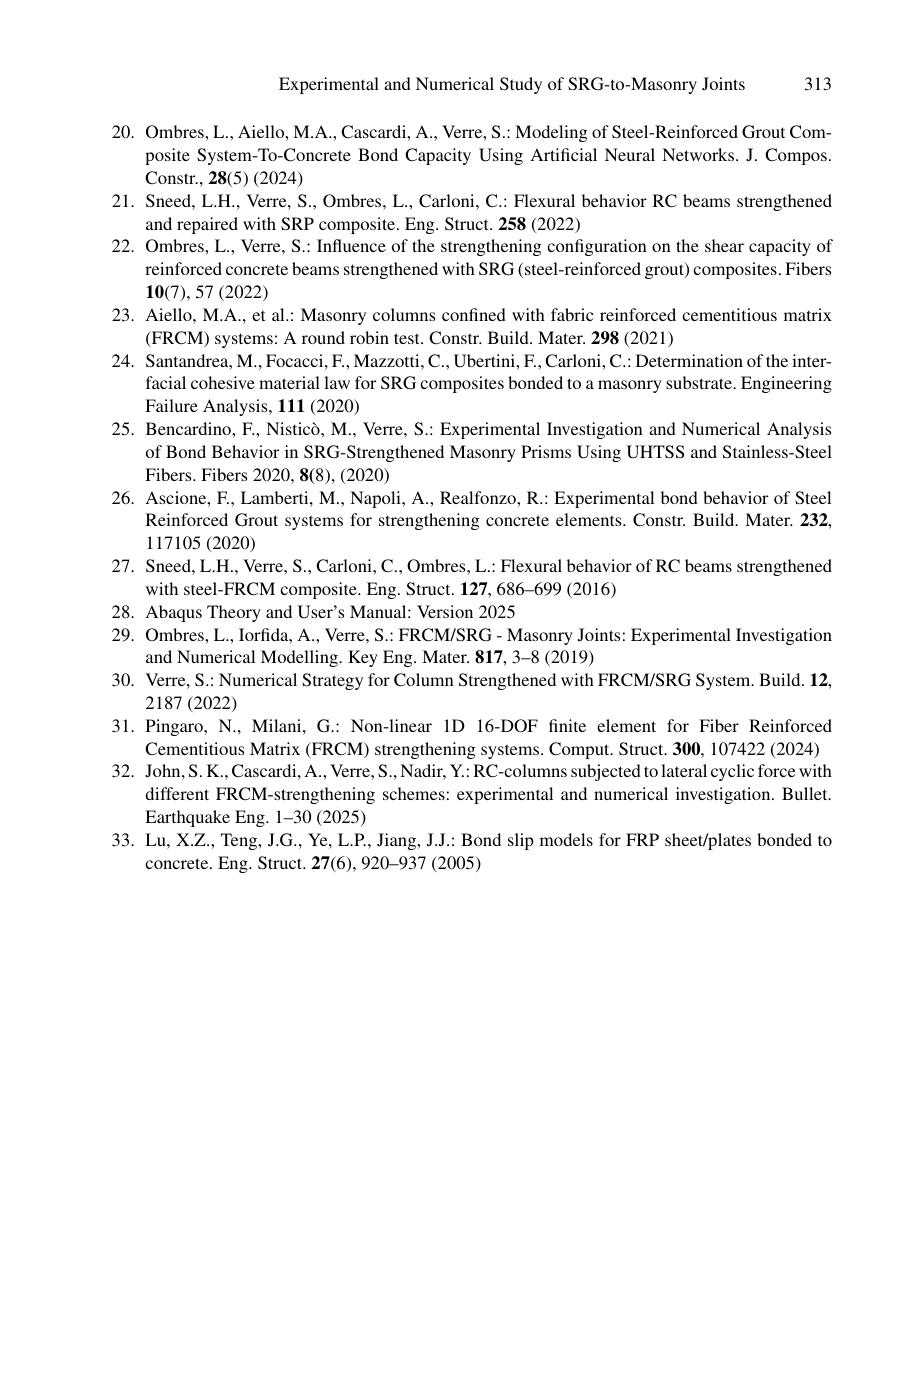 Experimental and Numerical Study of SRG-to-Masonry Joints 313
20. Ombres, L., Aiello, M.A., Cascardi, A., Verre, S.: Modeling of Steel-Reinforced Grout Com-
posite System-To-Concrete Bond Capacity Using Artificial Neural Networks. J. Compos.
Constr., 28(5) (2024)
21. Sneed, L.H., Verre, S., Ombres, L., Carloni, C.: Flexural behavior RC beams strengthened
and repaired with SRP composite. Eng. Struct. 258 (2022)
22. Ombres, L., Verre, S.: Influence of the strengthening configuration on the shear capacity of
reinforced concrete beams strengthened with SRG (steel-reinforced grout) composites. Fibers
10(7), 57 (2022)
23. Aiello, M.A., et al.: Masonry columns confined with fabric reinforced cementitious matrix
(FRCM) systems: A round robin test. Constr. Build. Mater. 298 (2021)
24. Santandrea, M., Focacci, F., Mazzotti, C., Ubertini, F., Carloni, C.: Determination of the inter-
facial cohesive material law for SRG composites bonded to a masonry substrate. Engineering
Failure Analysis, 111 (2020)
25. Bencardino, F., Nisticò, M., Verre, S.: Experimental Investigation and Numerical Analysis
of Bond Behavior in SRG-Strengthened Masonry Prisms Using UHTSS and Stainless-Steel
Fibers. Fibers 2020, 8(8), (2020)
26. Ascione, F., Lamberti, M., Napoli, A., Realfonzo, R.: Experimental bond behavior of Steel
Reinforced Grout systems for strengthening concrete elements. Constr. Build. Mater. 232,
117105 (2020)
27. Sneed, L.H., Verre, S., Carloni, C., Ombres, L.: Flexural behavior of RC beams strengthened
with steel-FRCM composite. Eng. Struct. 127, 686–699 (2016)
28. Abaqus Theory and User’s Manual: Version 2025
29. Ombres, L., Iorfida, A., Verre, S.: FRCM/SRG - Masonry Joints: Experimental Investigation
and Numerical Modelling. Key Eng. Mater. 817, 3–8 (2019)
30. Verre, S.: Numerical Strategy for Column Strengthened with FRCM/SRG System. Build. 12,
2187 (2022)
31. Pingaro, N., Milani, G.: Non-linear 1D 16-DOF finite element for Fiber Reinforced
Cementitious Matrix (FRCM) strengthening systems. Comput. Struct. 300, 107422 (2024)
32. John, S. K., Cascardi, A., Verre, S., Nadir, Y.: RC-columns subjected to lateral cyclic force with
different FRCM-strengthening schemes: experimental and numerical investigation. Bullet.
Earthquake Eng. 1–30 (2025)
33. Lu, X.Z., Teng, J.G., Ye, L.P., Jiang, J.J.: Bond slip models for FRP sheet/plates bonded to
concrete. Eng. Struct. 27(6), 920–937 (2005)